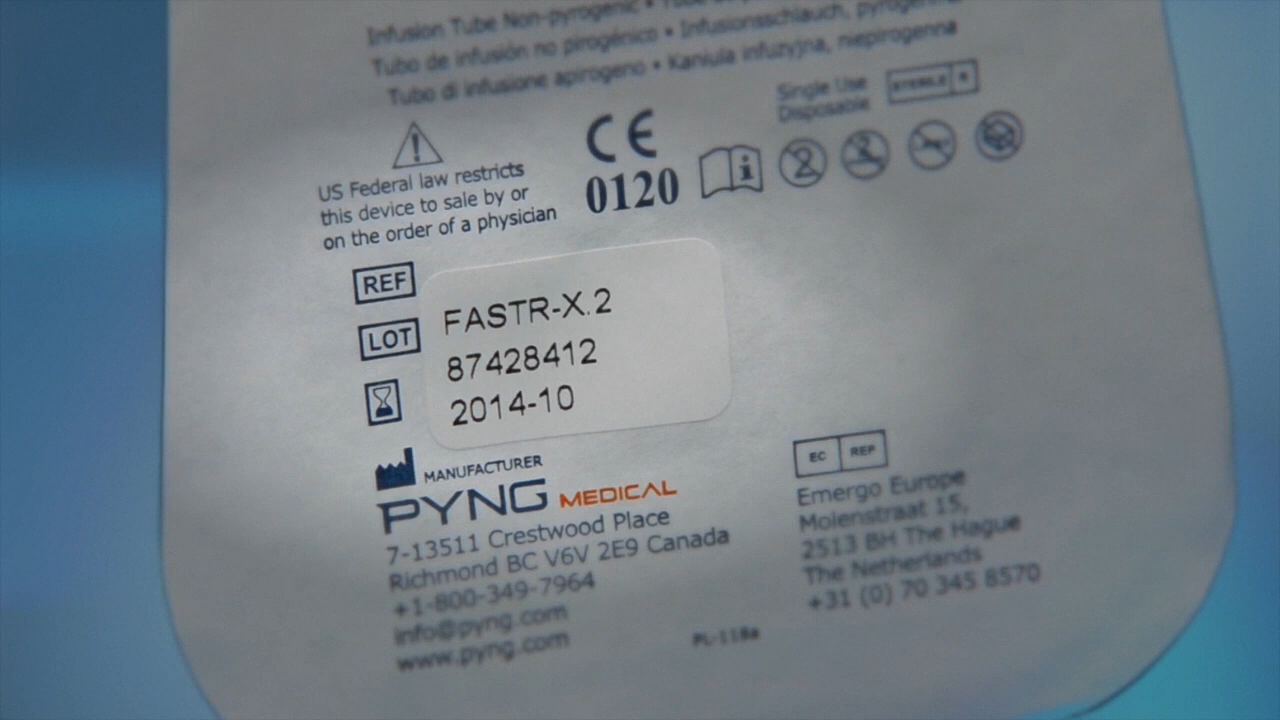 Infusion Tube Non-pyrogenic • Tube
Tubo de infusión no pirogénico • Infusionsschlauch, pyrogenfrei
Tubo di infusione apirogeno • Kaniula infuzyjna, niepirogenna
Single Use
Disposable
STERILE R
CE
0120
US Federal law restricts
this device to sale by or
on the order of a physician
REF
FASTR-X.2
LOT
87428412
2014-10
MANUFACTURER
PYNG MEDICAL
7-13511 Crestwood Place
Richmond BC V6V 2E9 Canada
+1-800-349-7964
info@pyng.com
www.pyng.com
EC REP
Emergo Europe
Molenstraat 15,
2513 BH The Hague
The Netherlands
+31 (0) 70 345 8570
PL-118a